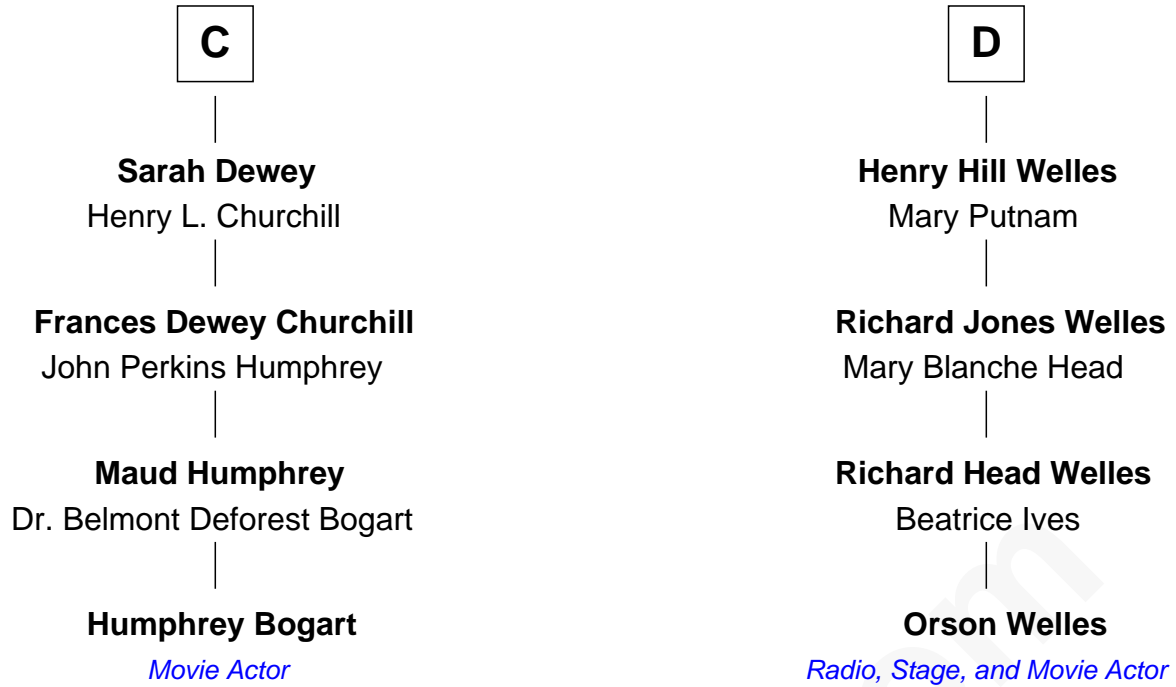 C
Sarah Dewey
Henry L. Churchill
Frances Dewey Churchill
John Perkins Humphrey
Maud Humphrey
Dr. Belmont Deforest Bogart
Humphrey Bogart
Movie Actor
D
Henry Hill Welles
Mary Putnam
Richard Jones Welles
Mary Blanche Head
Richard Head Welles
Beatrice Ives
Orson Welles
Radio, Stage, and Movie Actor